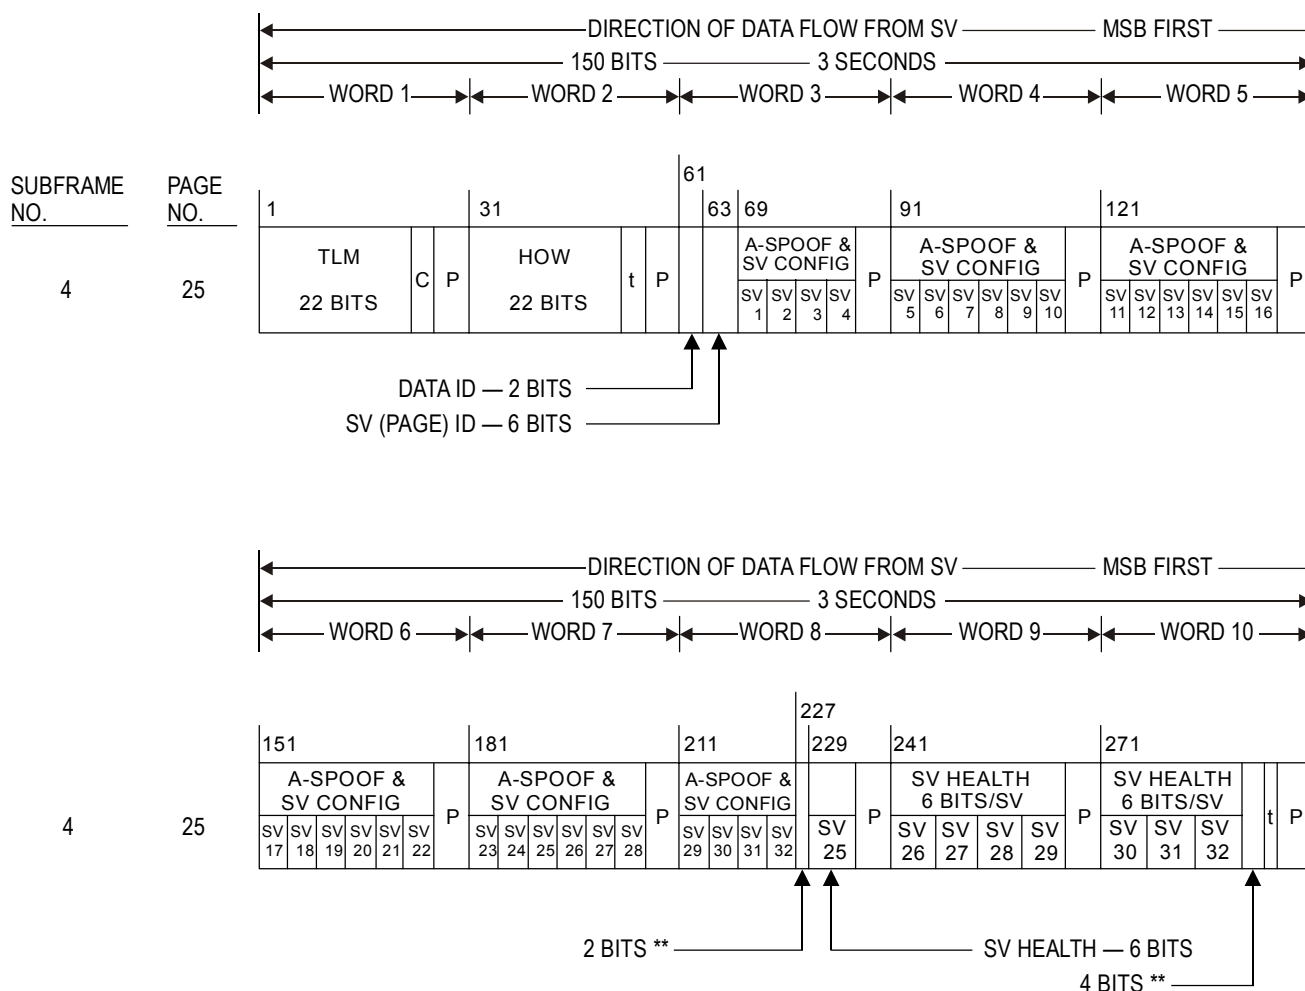 DIRECTION OF DATA FLOW FROM SV MSB FIRST
150 BITS 3 SECONDS
WORD 1 WORD 2 WORD 3 WORD 4 WORD 5
SUBFRAME NO. PAGE NO.
61
1 31 63 69 91 121
4 25
TLM 22 BITS C P
HOW 22 BITS t P
A-SPOOF & SV CONFIG P
SV 1 SV 2 SV 3 SV 4
A-SPOOF & SV CONFIG P
SV 5 SV 6 SV 7 SV 8 SV 9 SV 10
A-SPOOF & SV CONFIG P
SV 11 SV 12 SV 13 SV 14 SV 15 SV 16
DATA ID — 2 BITS
SV (PAGE) ID — 6 BITS
DIRECTION OF DATA FLOW FROM SV MSB FIRST
150 BITS 3 SECONDS
WORD 6 WORD 7 WORD 8 WORD 9 WORD 10
227
151 181 211 229 241 271
4 25
A-SPOOF & SV CONFIG P
SV 17 SV 18 SV 19 SV 20 SV 21 SV 22
A-SPOOF & SV CONFIG P
SV 23 SV 24 SV 25 SV 26 SV 27 SV 28
A-SPOOF & SV CONFIG
SV 29 SV 30 SV 31 SV 32
SV 25 P
SV HEALTH 6 BITS/SV P
SV 26 SV 27 SV 28 SV 29
SV HEALTH 6 BITS/SV t P
SV 30 SV 31 SV 32
2 BITS ** SV HEALTH — 6 BITS
4 BITS **